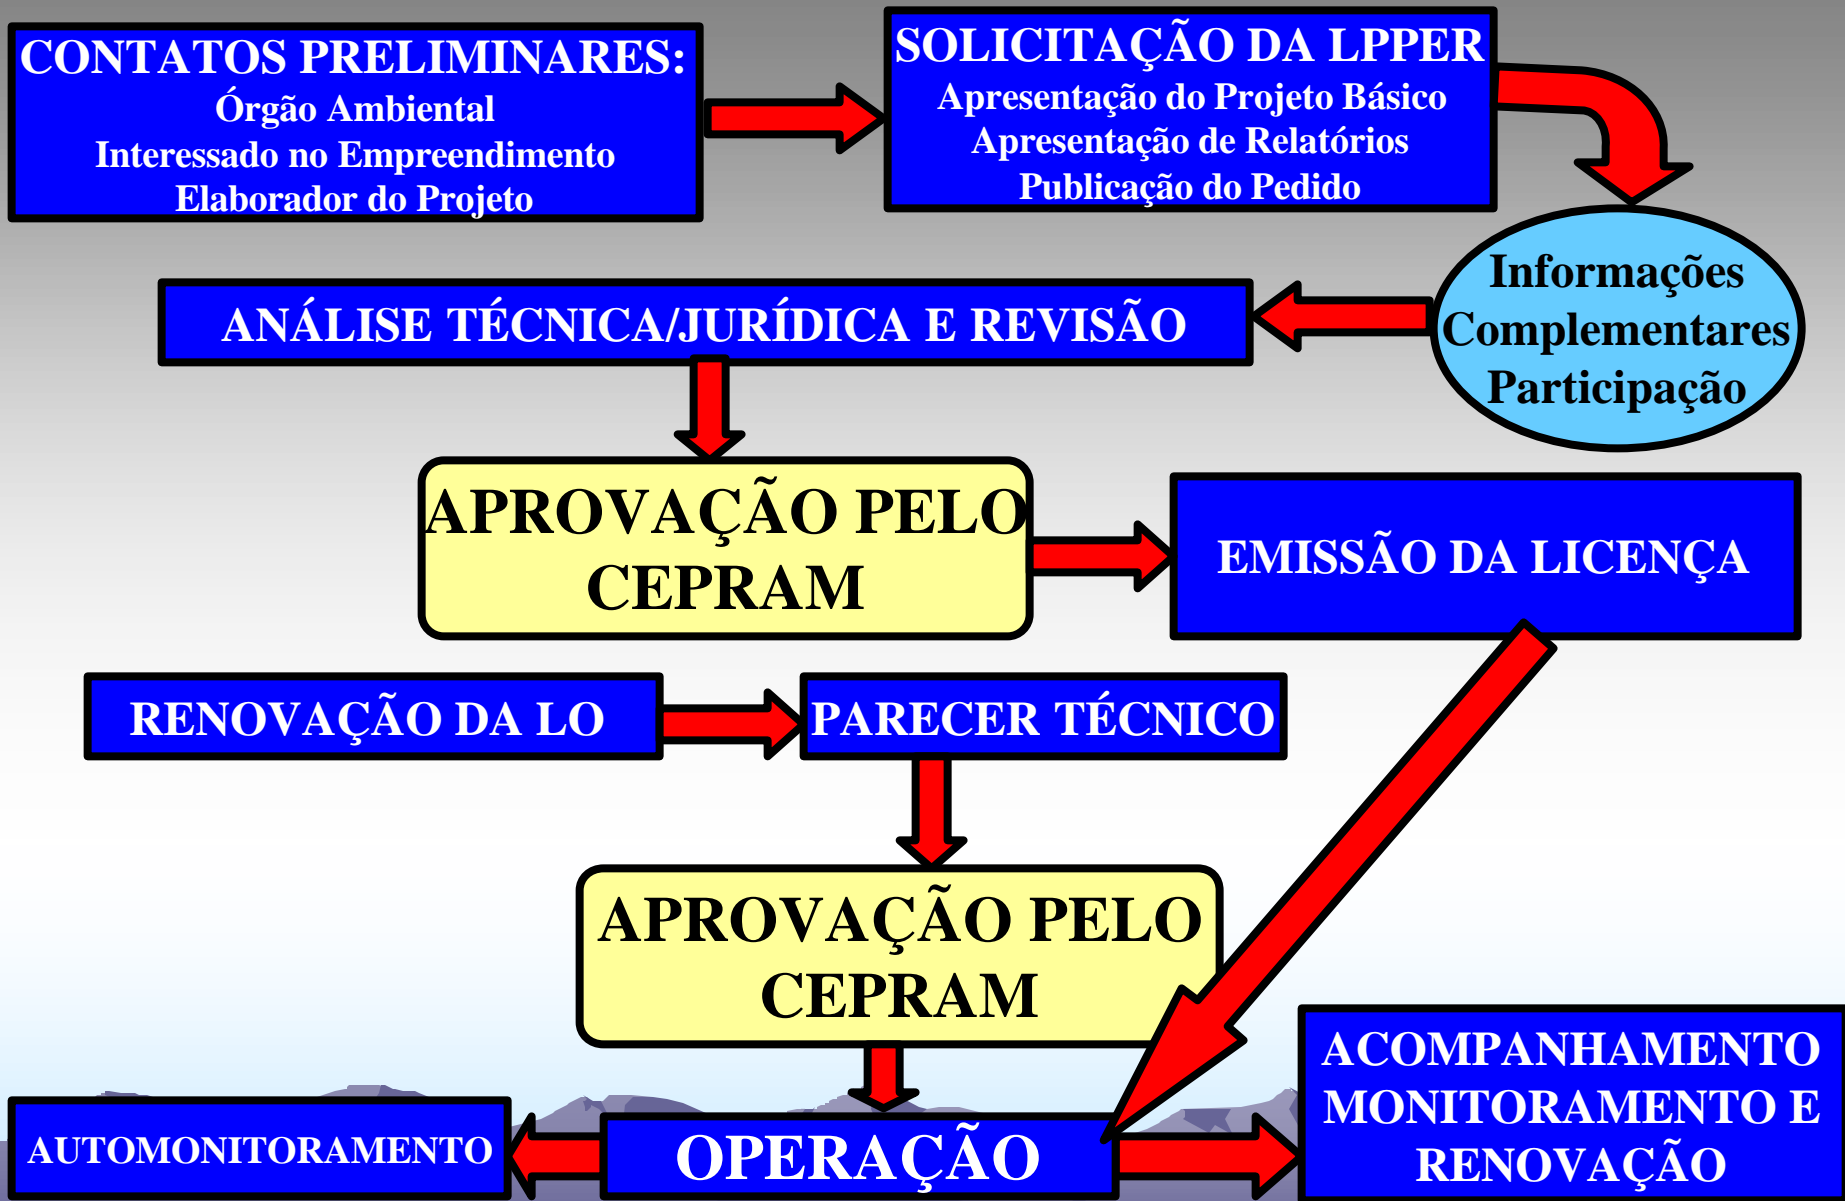 CONTATOS PRELIMINARES:
Órgão Ambiental
Interessado no Empreendimento
Elaborador do Projeto
SOLICITAÇÃO DA LPPER
Apresentação do Projeto Básico
Apresentação de Relatórios
Publicação do Pedido
Informações
Complementares
Participação
ANÁLISE TÉCNICA/JURÍDICA E REVISÃO
APROVAÇÃO PELO
CEPRAM
EMISSÃO DA LICENÇA
RENOVAÇÃO DA LO
PARECER TÉCNICO
APROVAÇÃO PELO
CEPRAM
OPERAÇÃO
AUTOMONITORAMENTO
ACOMPANHAMENTO
MONITORAMENTO E
RENOVAÇÃO